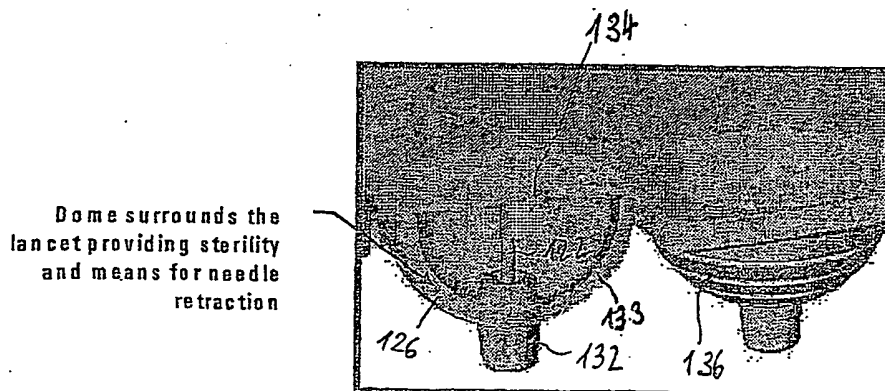 134
Dome surrounds the
lancet providing sterility
and means for needle
retraction
126
133
132
136